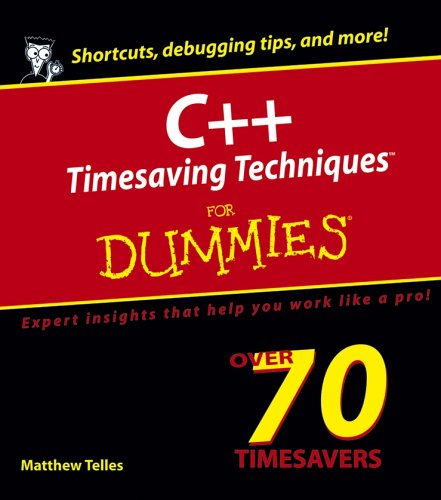 Shortcuts, debugging tips, and more!
C++
Timesaving Techniques™
FOR
DUMMIES®
Expert insights that help you work like a pro!
OVER
70
TIMESAVERS
Matthew Telles